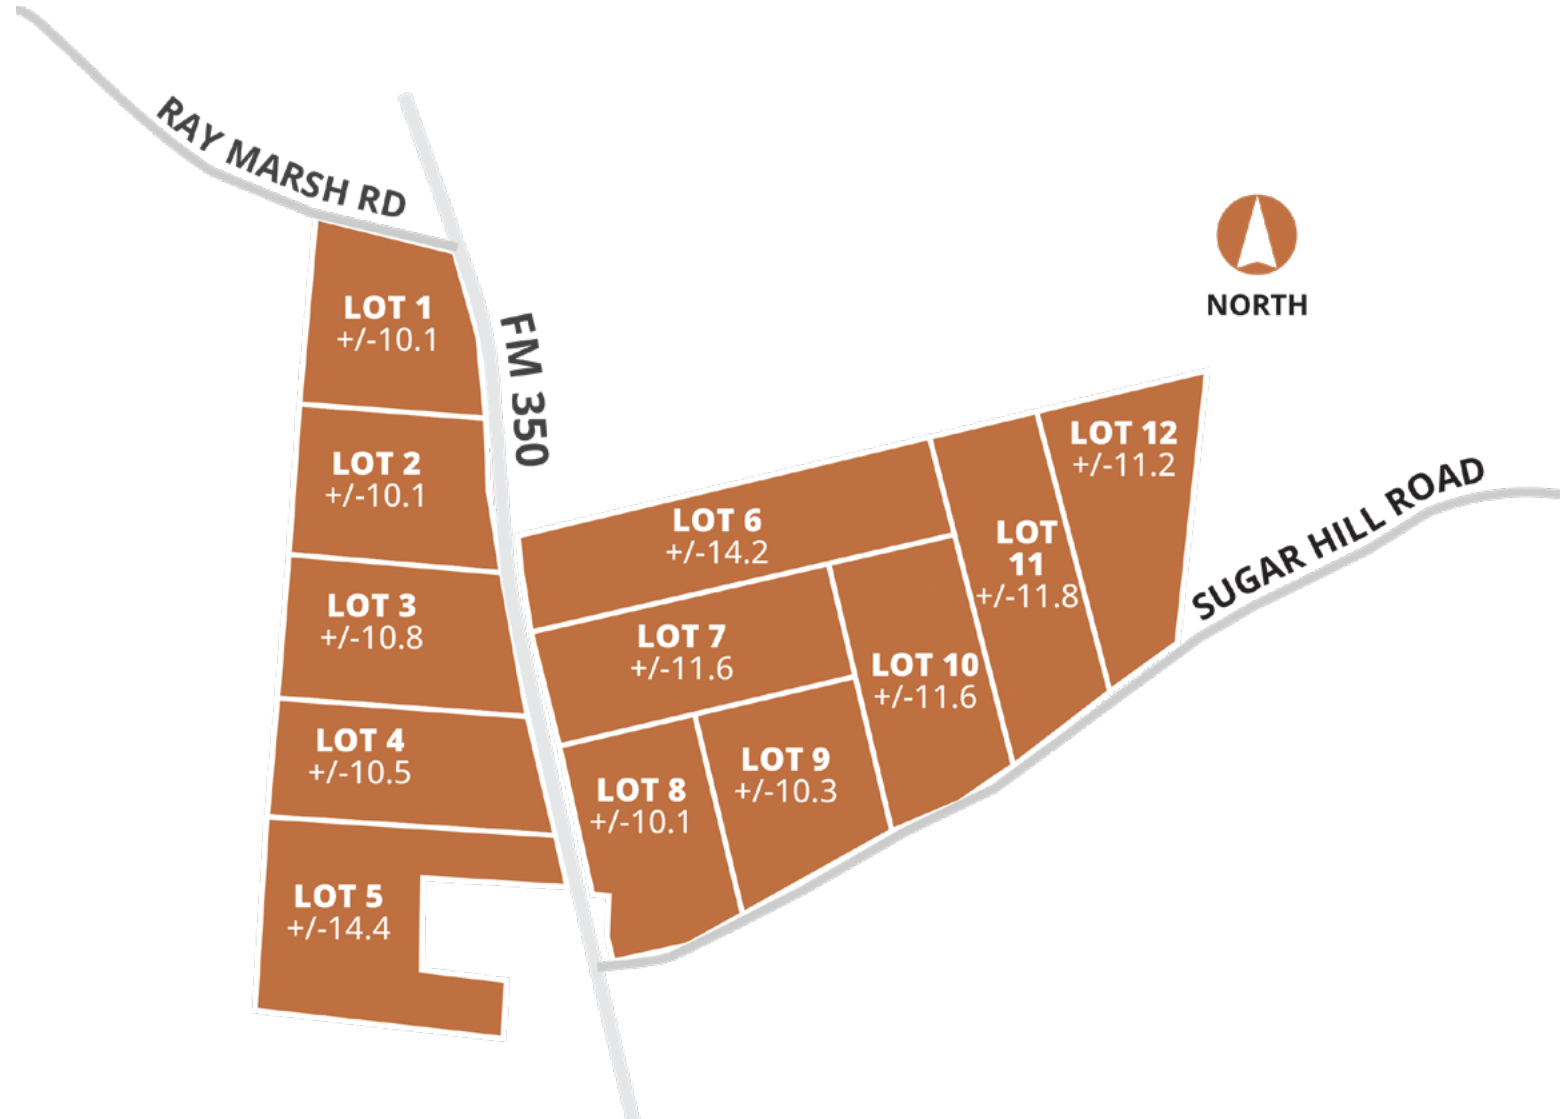 RAY MARSH RD
FM 350
NORTH
SUGAR HILL ROAD
LOT 1
+/-10.1
LOT 2
+/-10.1
LOT 3
+/-10.8
LOT 4
+/-10.5
LOT 5
+/-14.4
LOT 6
+/-14.2
LOT 7
+/-11.6
LOT 8
+/-10.1
LOT 9
+/-10.3
LOT 10
+/-11.6
LOT
11
+/-11.8
LOT 12
+/-11.2